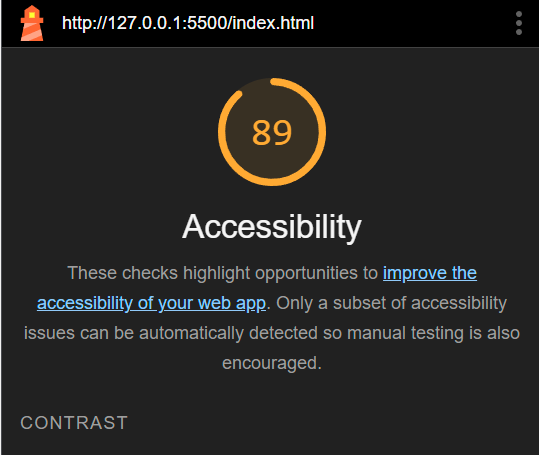 http://127.0.0.1:5500/index.html
89
Accessibility
These checks highlight opportunities to improve the
accessibility of your web app. Only a subset of accessibility
issues can be automatically detected so manual testing is also
encouraged.
CONTRAST